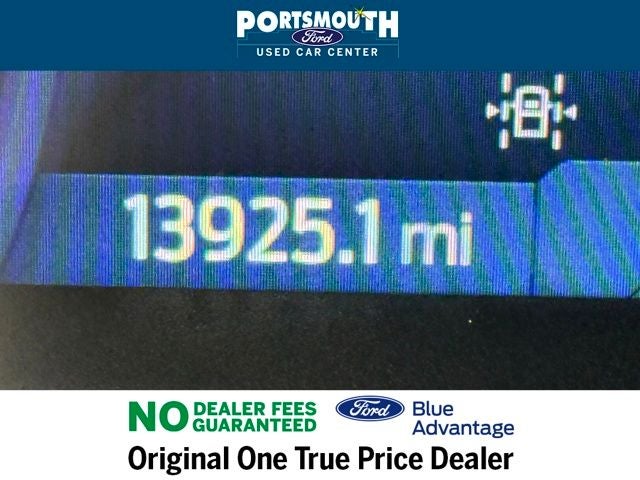 PORTSMOUTH
Ford
USED CAR CENTER
13925.1 mi
NO DEALER FEES
GUARANTEED
Ford
Blue
Advantage
Original One True Price Dealer